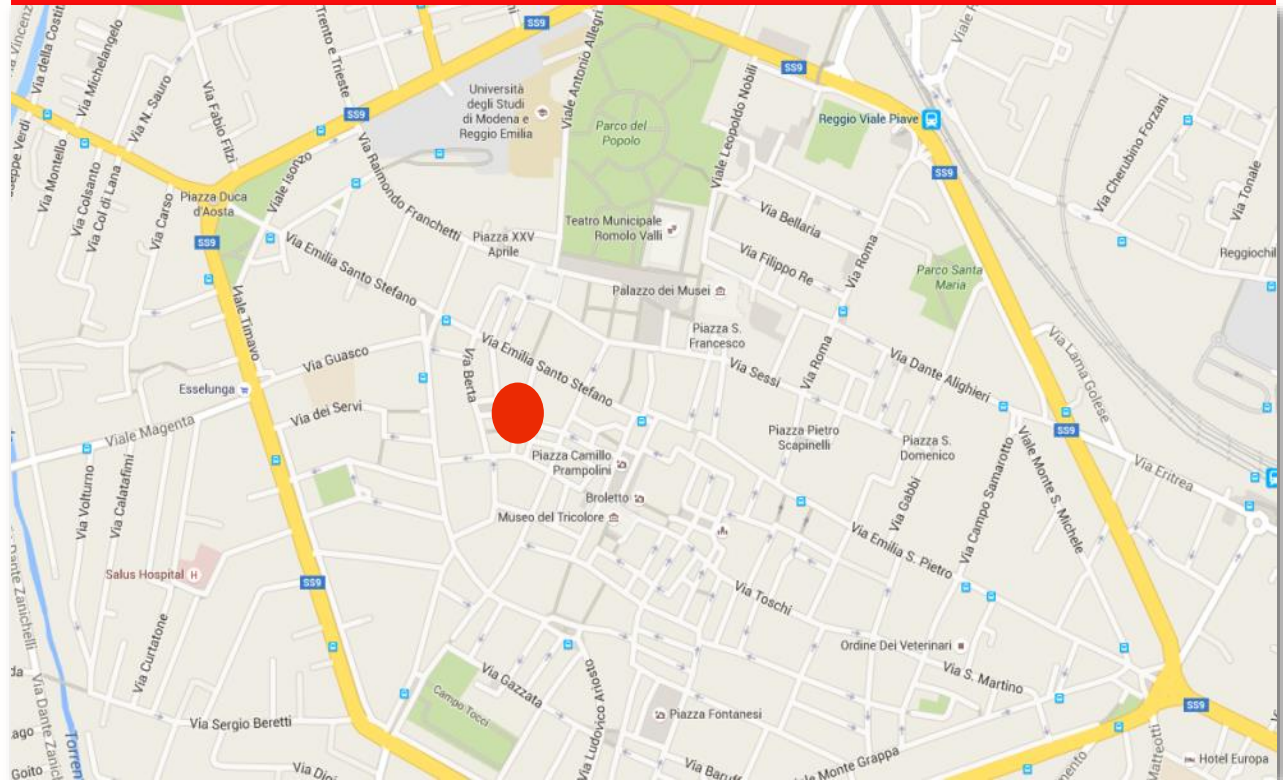 SS9
Via Michelangelo
Via N. Sauro
Via Fabio Filzi
Trento e Trieste
Viale Antonio Allegri
Università
degli Studi
di Modena e
Reggio Emilia
Parco del
Popolo
Viale Leopoldo Nobili
SS9
Reggio Viale Piave
SS9
Via Cherubino Forzani
Via Tonale
Reggiochil
SS9
Via Montello
Via Colsanto
Via Col di Lana
Via Carso
Piazza Duca
d'Aosta
Viale Isonzo
Via Raimondo Franchetti
SS9
Via Emilia Santo Stefano
Piazza XXV
Aprile
Teatro Municipale
Romolo Valli
Via Bellaria
Via Filippo Re
Via Roma
Parco Santa
Maria
Palazzo dei Musei
Viale Timavo
Piazza S.
Francesco
Via Guasco
Via Berta
Via Emilia Santo Stefano
Via Sessi
Via Roma
Via Dante Alighieri
Via Lama Golese
Esselunga
Viale Magenta
Via dei Servi
SS9
Piazza Pietro
Scapinelli
Piazza S.
Domenico
Via Volturno
Via Calatafimi
Piazza Camillo
Prampolini
Via Gabbi
Via Campo Samarotto
Viale Monte S. Michele
Via Eritrea
Broletto
Museo del Tricolore
Via Emilia S. Pietro
Salus Hospital
H
SS9
Via Toschi
Via Dante Zanichelli
Via Curtatone
Ordine Dei Veterinari
Via S. Martino
Via Gazzata
Campo Tocci
Via Ludovico Ariosto
Via Sergio Beretti
Piazza Fontanesi
SS9
Via Dante Zanich
Torren
Goito
Monte Grappa
Hotel Europa